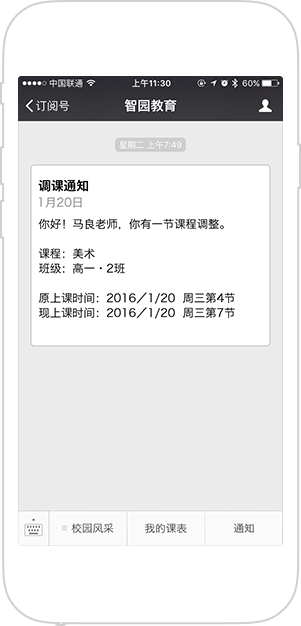 中国联通 上午11:30 60%
订阅号 智园教育
星期二 上午7:49
调课通知
1月20日
你好！马良老师，你有一节课程调整。
课程：美术
班级：高一·2班
原上课时间：2016／1/20 周三第4节
现上课时间：2016／1/20 周三第7节
校园风采 我的课表 通知